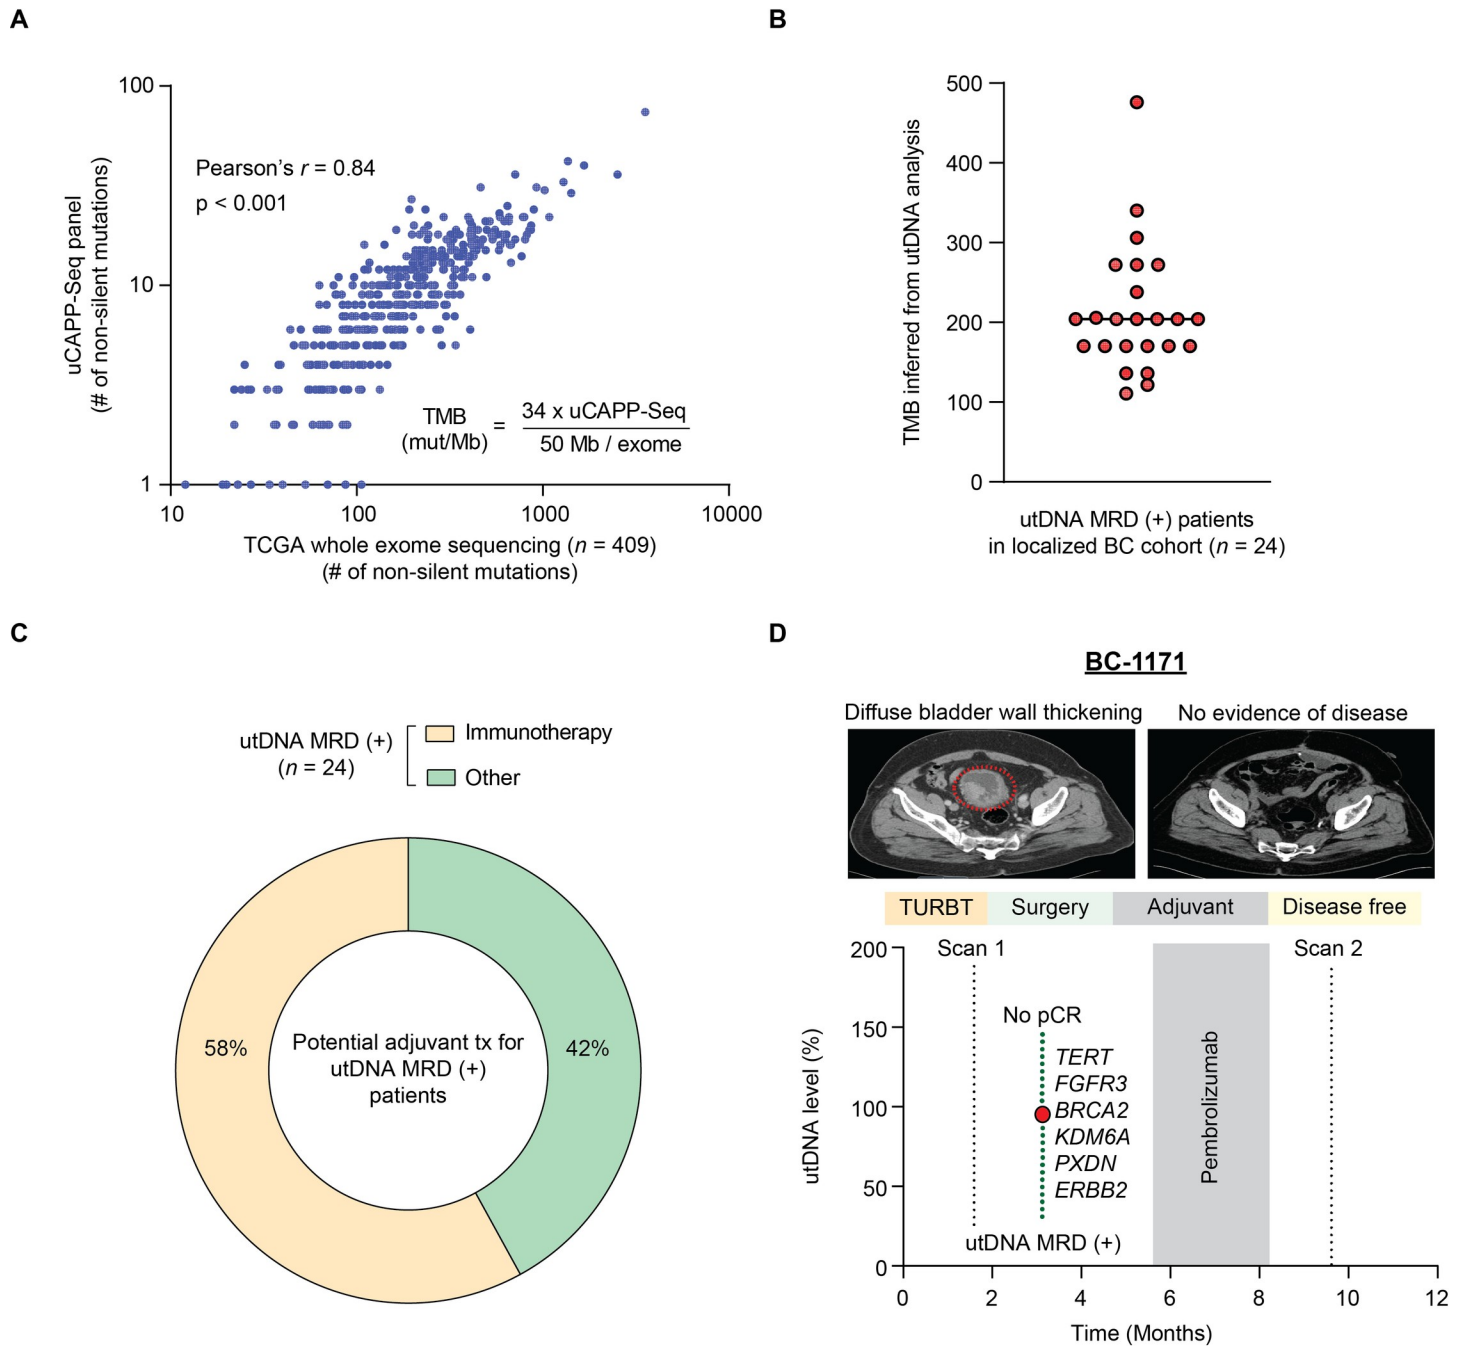 A
100
10
1
uCAPP-Seq panel
(# of non-silent mutations)
Pearson's r = 0.84
p < 0.001
TMB
(mut/Mb)
=
34 x uCAPP-Seq
50 Mb / exome
10
100
1000
10000
TCGA whole exome sequencing (n = 409)
(# of non-silent mutations)
B
500
400
300
200
100
0
TMB inferred from utDNA analysis
utDNA MRD (+) patients
in localized BC cohort (n = 24)
C
utDNA MRD (+)
(n = 24)
Immunotherapy
Other
58%
42%
Potential adjuvant tx for
utDNA MRD (+)
patients
D
BC-1171
Diffuse bladder wall thickening
No evidence of disease
TURBT
Surgery
Adjuvant
Disease free
200
150
100
50
0
utDNA level (%)
Scan 1
Scan 2
No pCR
TERT
FGFR3
BRCA2
KDM6A
PXDN
ERBB2
utDNA MRD (+)
Pembrolizumab
0
2
4
6
8
10
12
Time (Months)